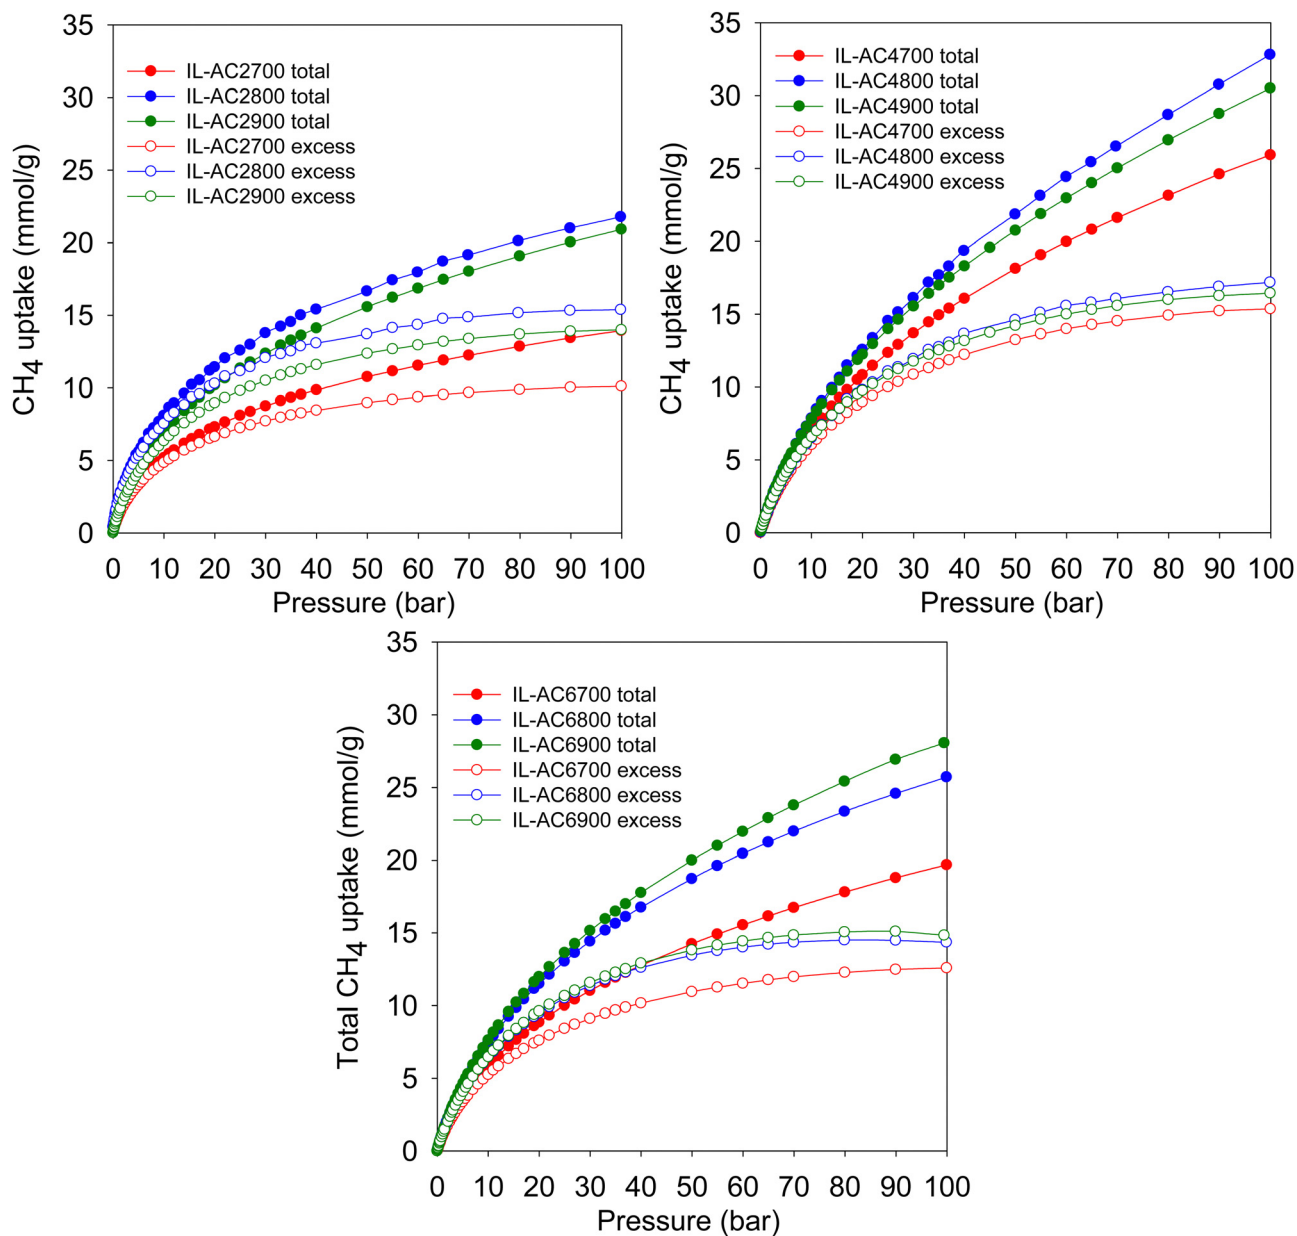 35
30
25
20
15
10
5
0
CH4 uptake (mmol/g)
IL-AC2700 total
IL-AC2800 total
IL-AC2900 total
IL-AC2700 excess
IL-AC2800 excess
IL-AC2900 excess
0 10 20 30 40 50 60 70 80 90 100
Pressure (bar)
35
30
25
20
15
10
5
0
CH4 uptake (mmol/g)
IL-AC4700 total
IL-AC4800 total
IL-AC4900 total
IL-AC4700 excess
IL-AC4800 excess
IL-AC4900 excess
0 10 20 30 40 50 60 70 80 90 100
Pressure (bar)
35
30
25
20
15
10
5
0
Total CH4 uptake (mmol/g)
IL-AC6700 total
IL-AC6800 total
IL-AC6900 total
IL-AC6700 excess
IL-AC6800 excess
IL-AC6900 excess
0 10 20 30 40 50 60 70 80 90 100
Pressure (bar)